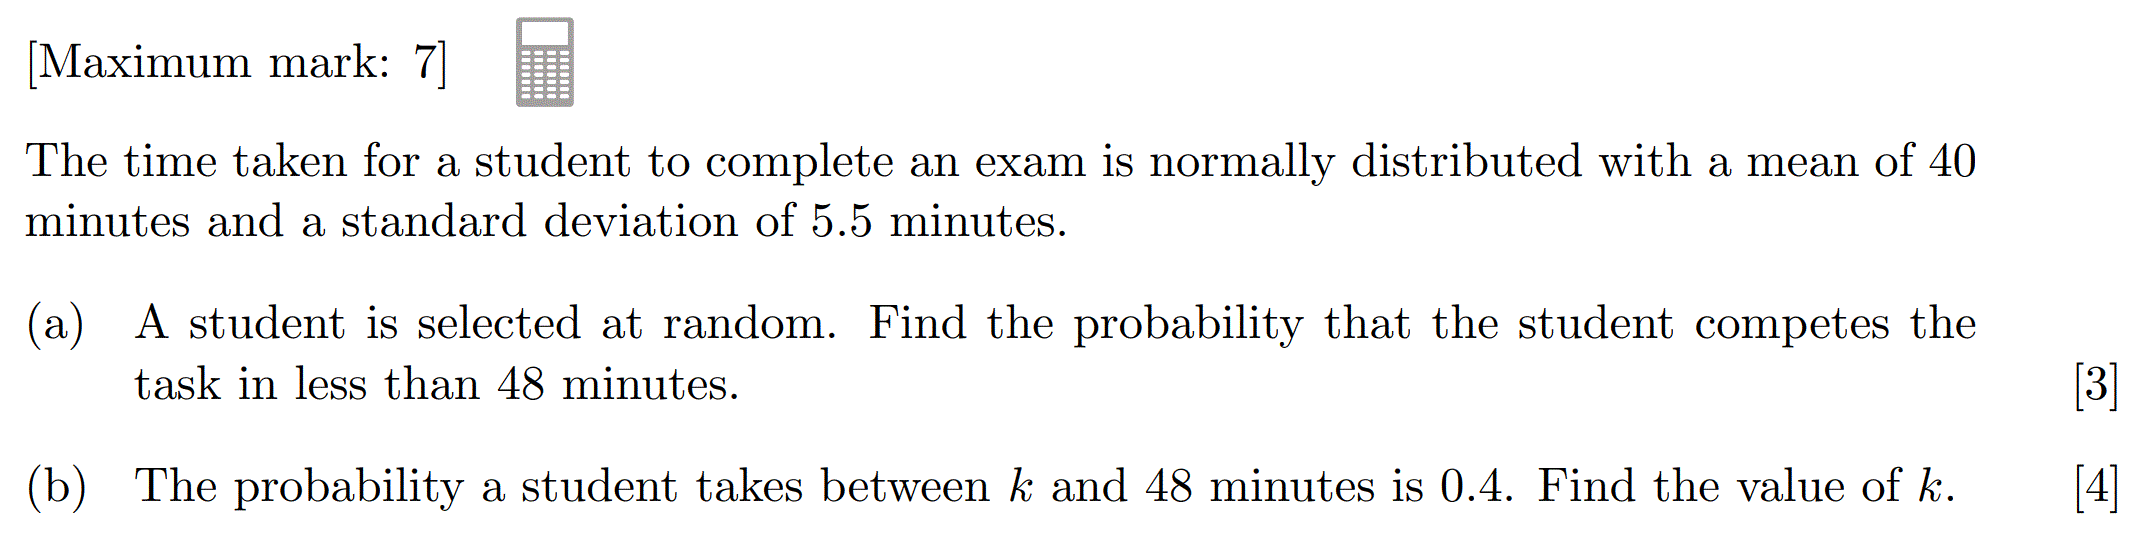 [Maximum mark: 7]
The time taken for a student to complete an exam is normally distributed with a mean of 40
minutes and a standard deviation of 5.5 minutes.
(a) A student is selected at random. Find the probability that the student competes the
task in less than 48 minutes. [3]
(b) The probability a student takes between k and 48 minutes is 0.4. Find the value of k. [4]